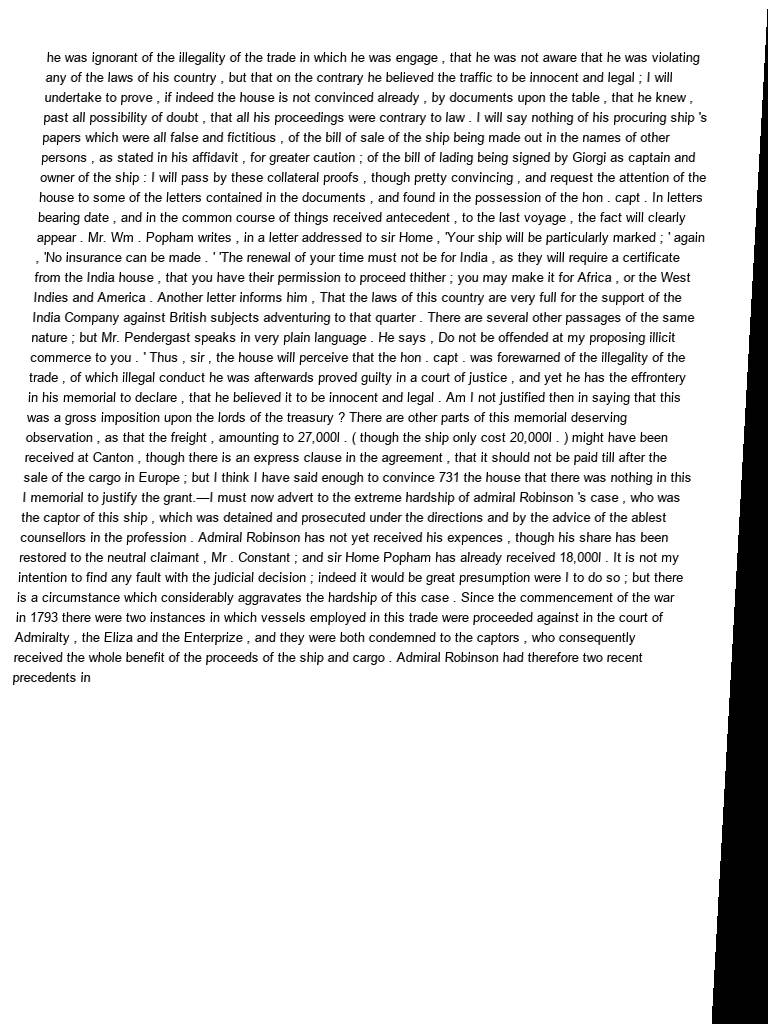 he was ignorant of the illegality of the trade in which he was engage , that he was not aware that he was violating
any of the laws of his country , but that on the contrary he believed the traffic to be innocent and legal ; I will
undertake to prove , if indeed the house is not convinced already , by documents upon the table , that he knew ,
past all possibility of doubt , that all his proceedings were contrary to law . I will say nothing of his procuring ship 's
papers which were all false and fictitious , of the bill of sale of the ship being made out in the names of other
persons , as stated in his affidavit , for greater caution ; of the bill of lading being signed by Giorgi as captain and
owner of the ship : I will pass by these collateral proofs , though pretty convincing , and request the attention of the
house to some of the letters contained in the documents , and found in the possession of the hon . capt . In letters
bearing date , and in the common course of things received antecedent , to the last voyage , the fact will clearly
appear . Mr. Wm . Popham writes , in a letter addressed to sir Home , 'Your ship will be particularly marked ; ' again
, 'No insurance can be made . ' 'The renewal of your time must not be for India , as they will require a certificate
from the India house , that you have their permission to proceed thither ; you may make it for Africa , or the West
Indies and America . Another letter informs him , That the laws of this country are very full for the support of the
India Company against British subjects adventuring to that quarter . There are several other passages of the same
nature ; but Mr. Pendergast speaks in very plain language . He says , Do not be offended at my proposing illicit
commerce to you . ' Thus , sir , the house will perceive that the hon . capt . was forewarned of the illegality of the
trade , of which illegal conduct he was afterwards proved guilty in a court of justice , and yet he has the effrontery
in his memorial to declare , that he believed it to be innocent and legal . Am I not justified then in saying that this
was a gross imposition upon the lords of the treasury ? There are other parts of this memorial deserving
observation , as that the freight , amounting to 27,000l . ( though the ship only cost 20,000l . ) might have been
received at Canton , though there is an express clause in the agreement , that it should not be paid till after the
sale of the cargo in Europe ; but I think I have said enough to convince 731 the house that there was nothing in this
I memorial to justify the grant.—I must now advert to the extreme hardship of admiral Robinson 's case , who was
the captor of this ship , which was detained and prosecuted under the directions and by the advice of the ablest
counsellors in the profession . Admiral Robinson has not yet received his expences , though his share has been
restored to the neutral claimant , Mr . Constant ; and sir Home Popham has already received 18,000l . It is not my
intention to find any fault with the judicial decision ; indeed it would be great presumption were I to do so ; but there
is a circumstance which considerably aggravates the hardship of this case . Since the commencement of the war
in 1793 there were two instances in which vessels employed in this trade were proceeded against in the court of
Admiralty , the Eliza and the Enterprize , and they were both condemned to the captors , who consequently
received the whole benefit of the proceeds of the ship and cargo . Admiral Robinson had therefore two recent
precedents in